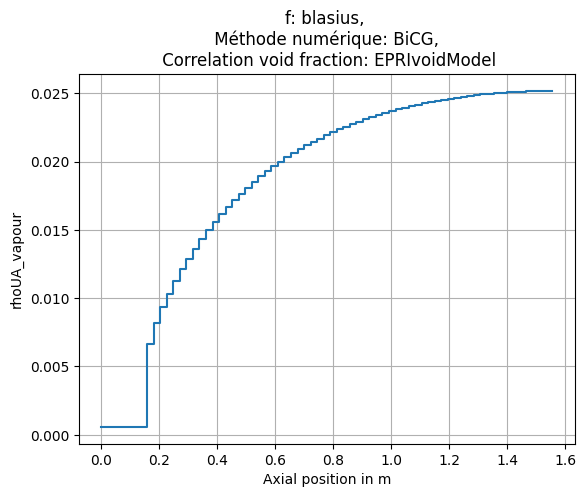 f: blasius,
Méthode numérique: BiCG,
Correlation void fraction: EPRIvoidModel
0.025
0.020
0.015
0.010
0.005
0.000
rhoUA_vapour
0.0 0.2 0.4 0.6 0.8 1.0 1.2 1.4 1.6
Axial position in m